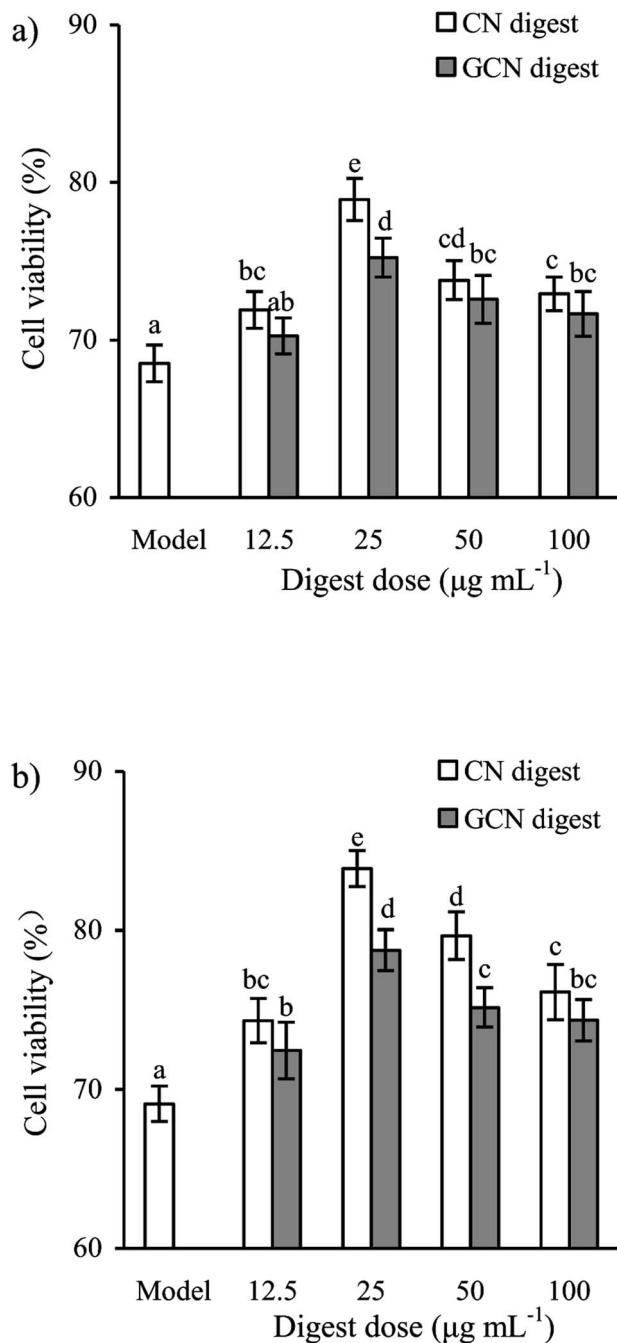 a)
90
80
70
60
Cell viability (%)
CN digest
GCN digest
a
bc
ab
e
d
cd
bc
c
bc
Model 12.5 25 50 100
Digest dose (μg mL⁻¹)
b)
90
80
70
60
Cell viability (%)
CN digest
GCN digest
a
bc
b
e
d
d
c
c
bc
Model 12.5 25 50 100
Digest dose (μg mL⁻¹)